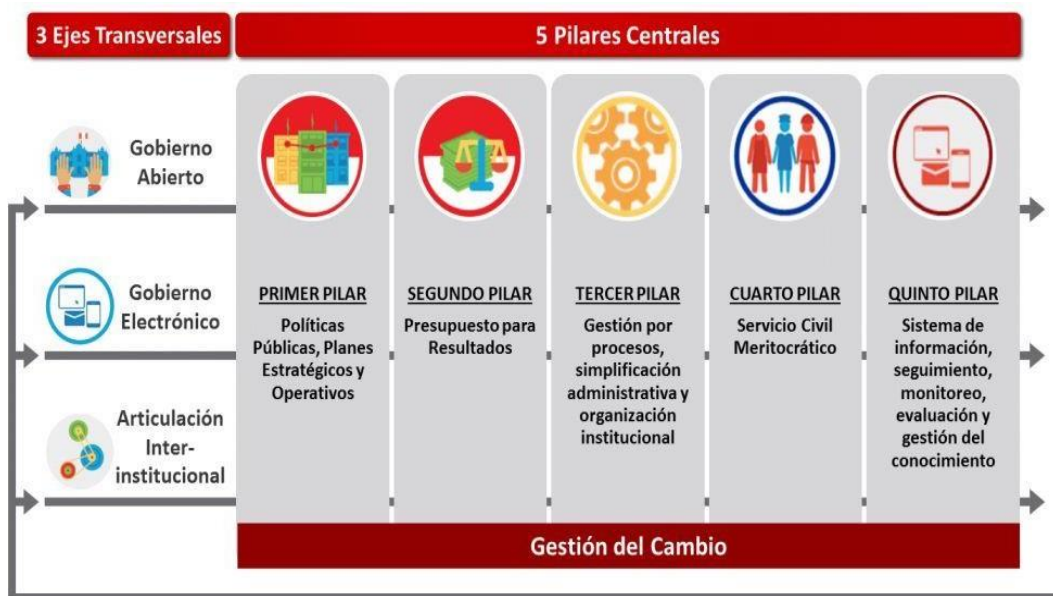 3 Ejes Transversales
5 Pilares Centrales
Gobierno
Abierto
Gobierno
Electrónico
Articulación
Inter-
institucional
PRIMER PILAR
Políticas
Públicas, Planes
Estratégicos y
Operativos
SEGUNDO PILAR
Presupuesto para
Resultados
TERCER PILAR
Gestión por
procesos,
simplificación
administrativa y
organización
institucional
CUARTO PILAR
Servicio Civil
Meritocrático
QUINTO PILAR
Sistema de
información,
seguimiento,
monitoreo,
evaluación y
gestión del
conocimiento
Gestión del Cambio